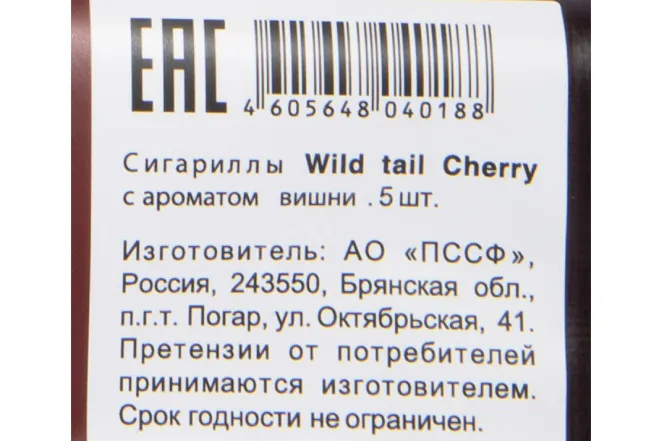 EAC
4 605648 040188
Сигариллы Wild tail Cherry
с ароматом вишни . 5 шт.
Изготовитель: АО «ПССФ»,
Россия, 243550, Брянская обл.,
п.г.т. Погар, ул. Октябрьская, 41.
Претензии от потребителей
принимаются изготовителем.
Срок годности не ограничен.